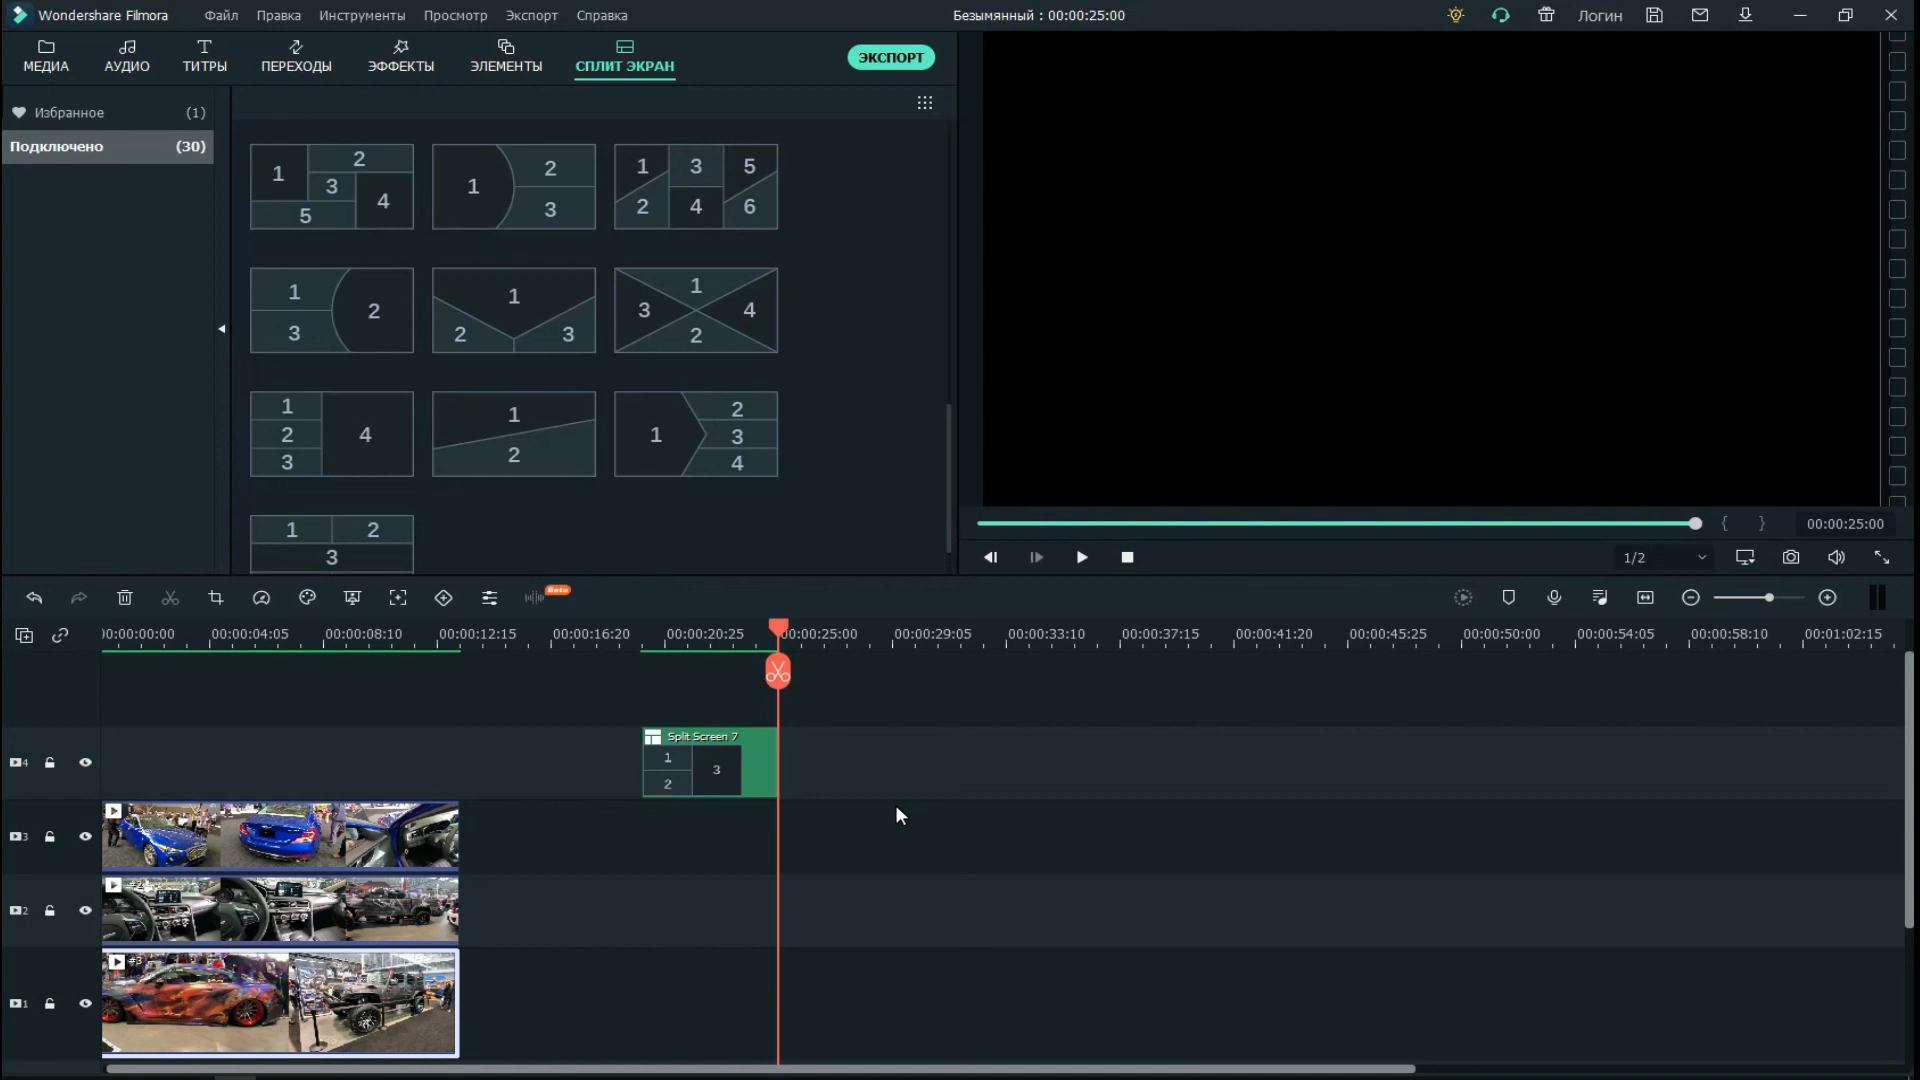 Wondershare Filmora
Файл
Правка
Инструменты
Просмотр
Экспорт
Справка
Безымянный : 00:00:25:00
Логин
МЕДИА
АУДИО
ТИТРЫ
ПЕРЕХОДЫ
ЭФФЕКТЫ
ЭЛЕМЕНТЫ
СПЛИТ ЭКРАН
ЭКСПОРТ
Избранное (1)
Подключено (30)
1 2 3 4 5
1 2 3
1 3 5 2 4 6
1 2 3
1 2 3
1 3 4 2
1 2 3 4
1 2
1 2 3 4
1 2 3
{ } 00:00:25:00
1/2
Beta
00:00:00:00 00:00:04:05 00:00:08:10 00:00:12:15 00:00:16:20 00:00:20:25 00:00:25:00 00:00:29:05 00:00:33:10 00:00:37:15 00:00:41:20 00:00:45:25 00:00:50:00 00:00:54:05 00:00:58:10 00:01:02:15
Split Screen 7
1 2 3
4
3
2
#2
1
#3